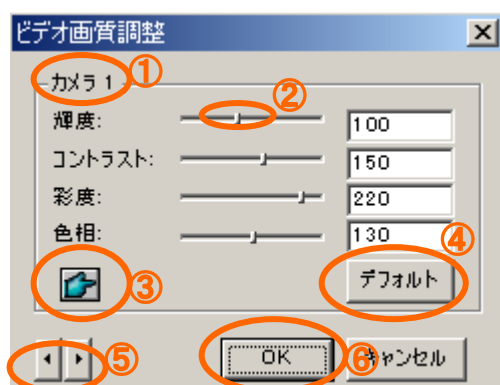 ビデオ画質調整
カメラ 1 ①
②
輝度: 100
コントラスト: 150
彩度: 220
色相: 130
③ ④ デフォルト
⑤ OK ⑥ キャンセル